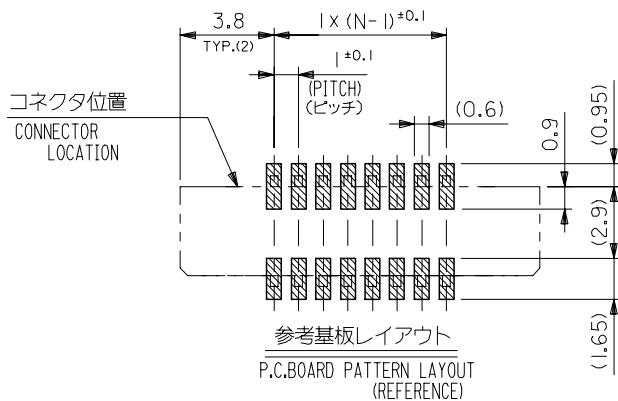 3.8
TYP.(2)
1×(N-1)±0.1
1±0.1
(PITCH)
(ピッチ)
(0.6)
0.9
(0.95)
(2.9)
(1.65)
コネクタ位置
CONNECTOR
LOCATION
参考基板レイアウト
P.C.BOARD PATTERN LAYOUT
(REFERENCE)